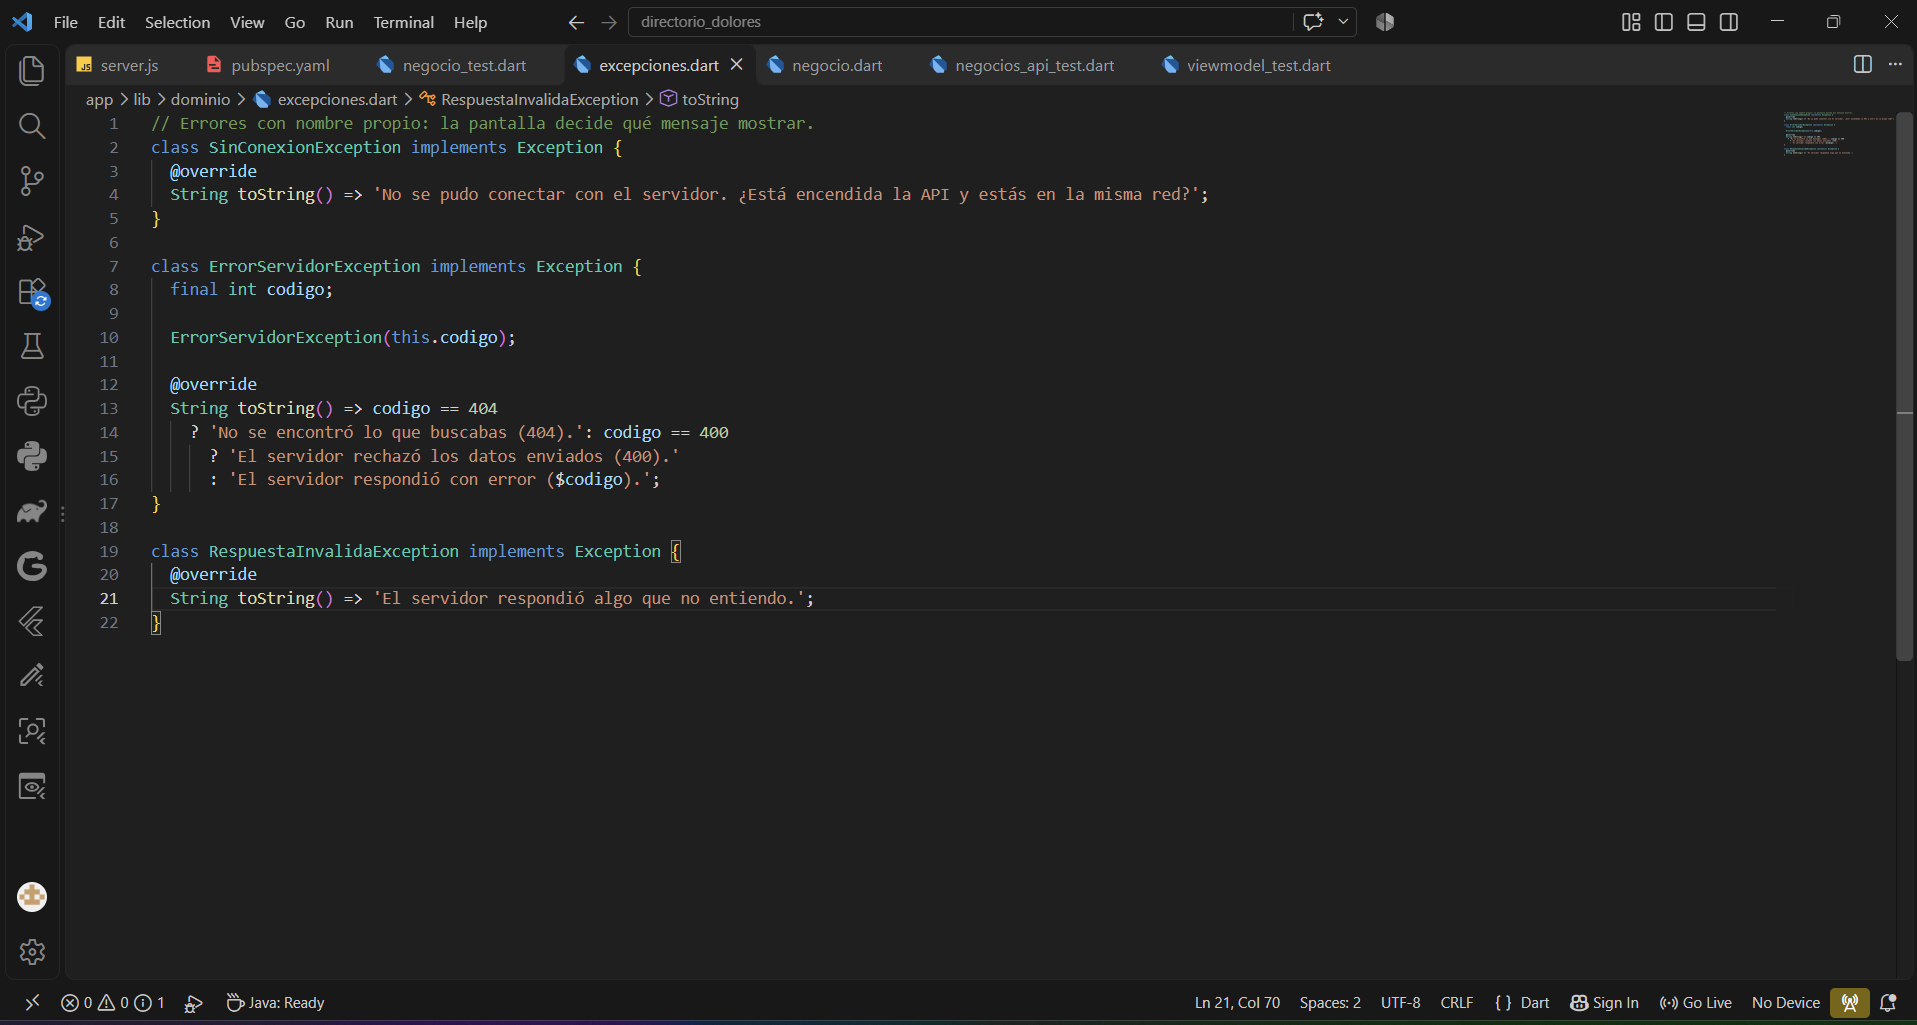 File Edit Selection View Go Run Terminal Help directorio_dolores
JS server.js pubspec.yaml negocio_test.dart excepciones.dart negocio.dart negocios_api_test.dart viewmodel_test.dart
app > lib > dominio > excepciones.dart > RespuestaInvalidaException > toString
1 // Errores con nombre propio: la pantalla decide qué mensaje mostrar.
2 class SinConexionException implements Exception {
3 @override
4 String toString() => 'No se pudo conectar con el servidor. ¿Está encendida la API y estás en la misma red?';
5 }
6
7 class ErrorServidorException implements Exception {
8 final int codigo;
9
10 ErrorServidorException(this.codigo);
11
12 @override
13 String toString() => codigo == 404
14 ? 'No se encontró lo que buscabas (404).': codigo == 400
15 ? 'El servidor rechazó los datos enviados (400).'
16 : 'El servidor respondió con error ($codigo).';
17 }
18
19 class RespuestaInvalidaException implements Exception {
20 @override
21 String toString() => 'El servidor respondió algo que no entiendo.';
22 }
0 0 1 Java: Ready Ln 21, Col 70 Spaces: 2 UTF-8 CRLF { } Dart Sign In Go Live No Device